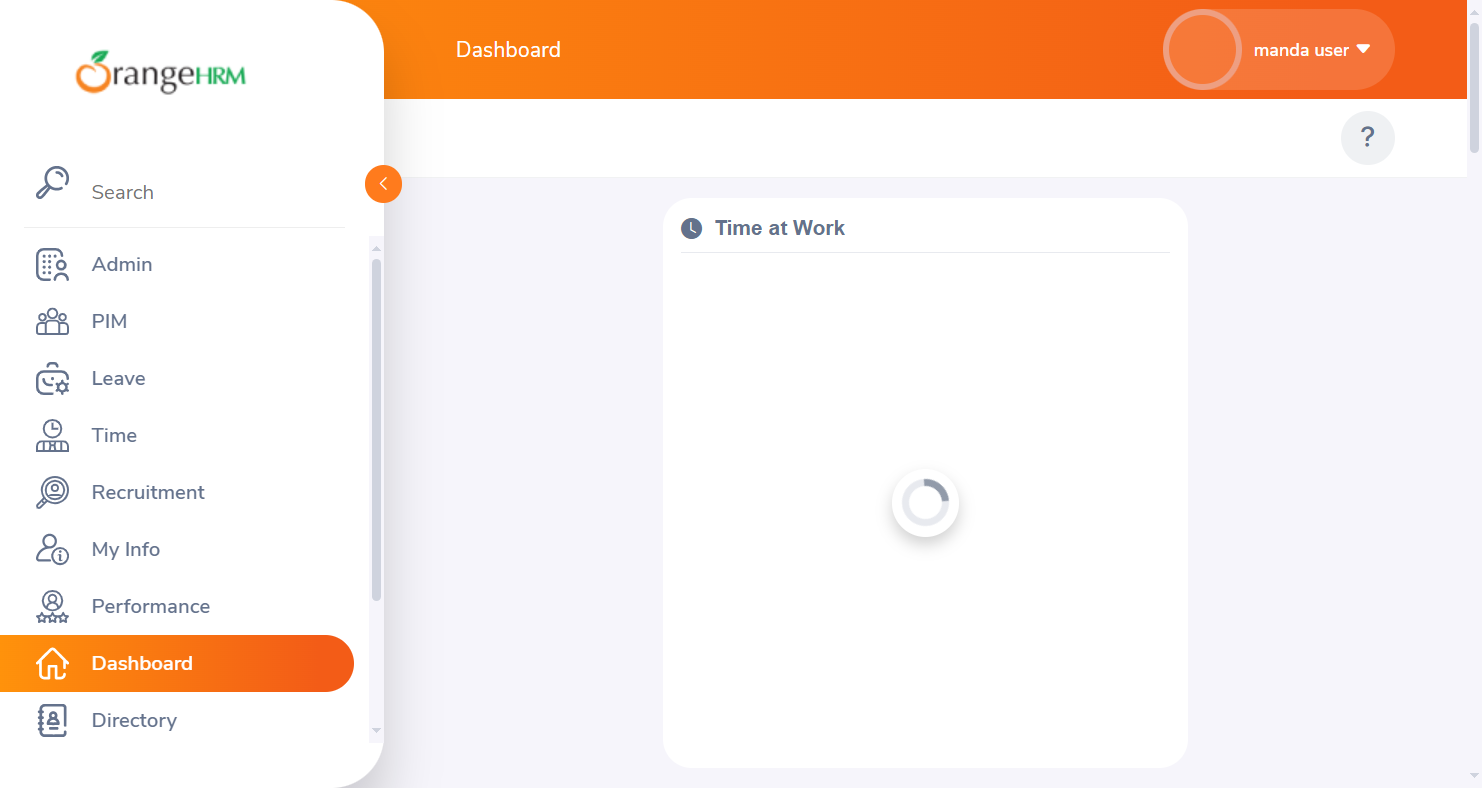 OrangeHRM
Dashboard
manda user
?
Search
Time at Work
Admin
PIM
Leave
Time
Recruitment
My Info
Performance
Dashboard
Directory